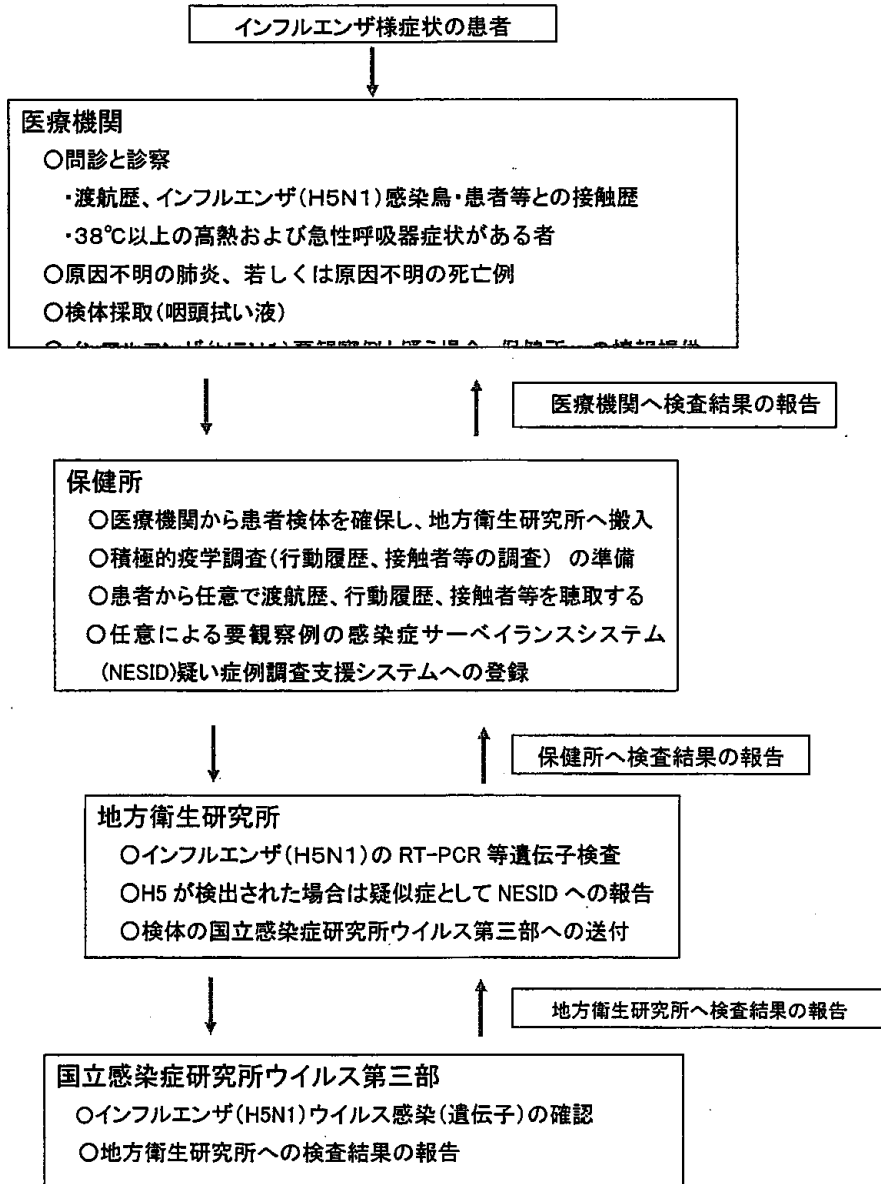 インフルエンザ様症状の患者
医療機関
○問診と診察
・渡航歴、インフルエンザ(H5N1)感染鳥・患者等との接触歴
・38℃以上の高熱および急性呼吸器症状がある者
○原因不明の肺炎、若しくは原因不明の死亡例
○検体採取(咽頭拭い液)
医療機関へ検査結果の報告
保健所
○医療機関から患者検体を確保し、地方衛生研究所へ搬入
○積極的疫学調査(行動履歴、接触者等の調査) の準備
○患者から任意で渡航歴、行動履歴、接触者等を聴取する
○任意による要観察例の感染症サーベイランスシステム
(NESID)疑い症例調査支援システムへの登録
保健所へ検査結果の報告
地方衛生研究所
○インフルエンザ(H5N1)の RT-PCR 等遺伝子検査
○H5 が検出された場合は疑似症として NESID への報告
○検体の国立感染症研究所ウイルス第三部への送付
地方衛生研究所へ検査結果の報告
国立感染症研究所ウイルス第三部
○インフルエンザ(H5N1)ウイルス感染(遺伝子)の確認
○地方衛生研究所への検査結果の報告